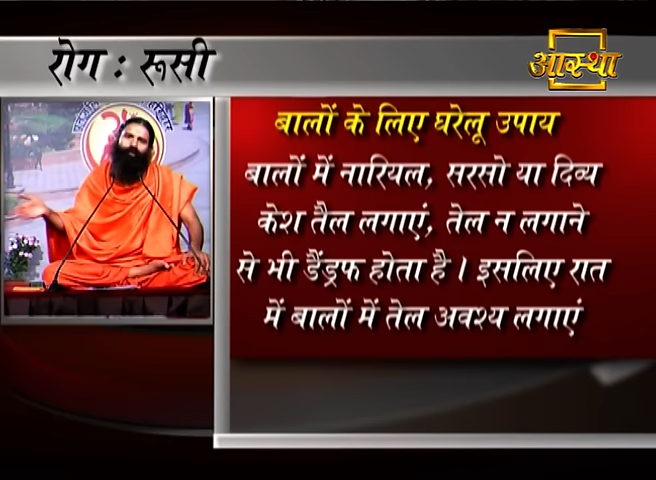 रोग : रूसी
आस्था
बालों के लिए घरेलू उपाय
बालों में नारियल, सरसो या दिव्य
केश तैल लगाएं, तेल न लगाने
से भी डैंड्रफ होता है । इसलिए रात
में बालों में तेल अवश्य लगाएं